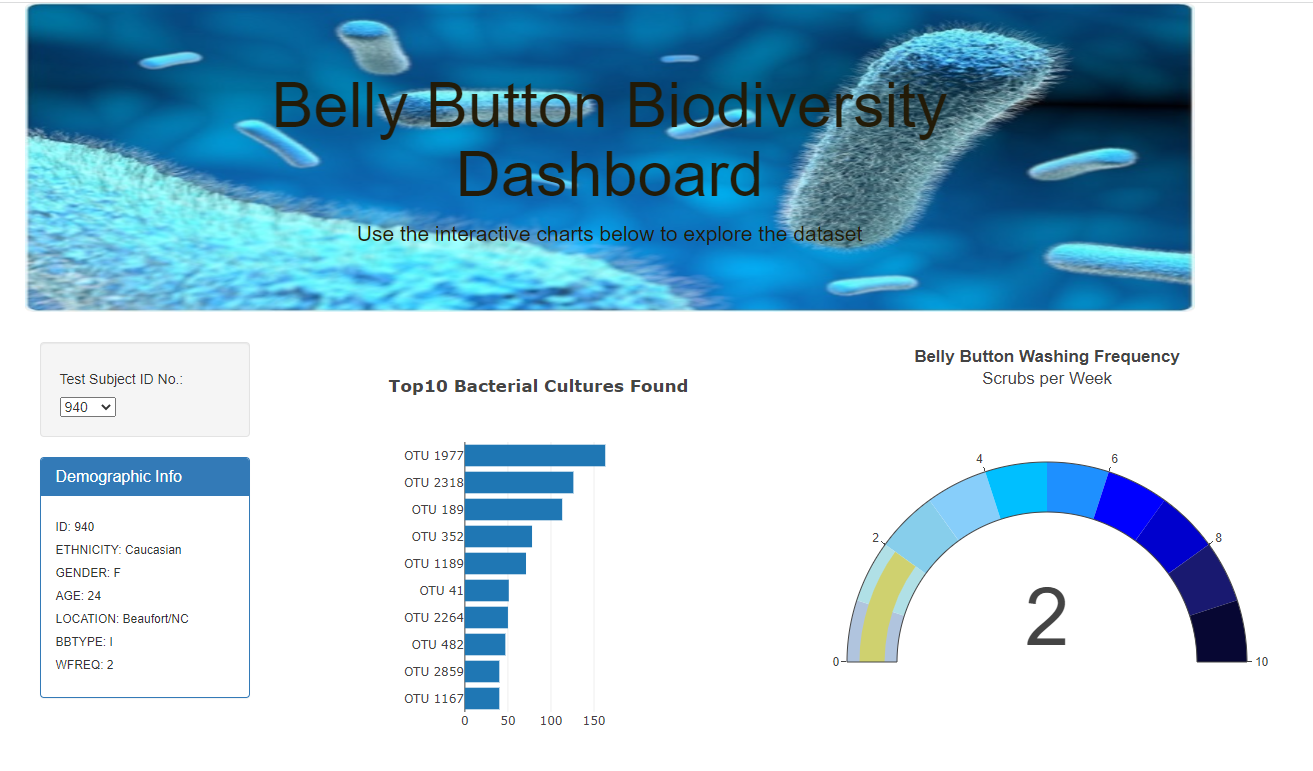 Belly Button Biodiversity
Dashboard
Use the interactive charts below to explore the dataset
Test Subject ID No.:
940
Demographic Info
ID: 940
ETHNICITY: Caucasian
GENDER: F
AGE: 24
LOCATION: Beaufort/NC
BBTYPE: I
WFREQ: 2
Top10 Bacterial Cultures Found
OTU 1977
OTU 2318
OTU 189
OTU 352
OTU 1189
OTU 41
OTU 2264
OTU 482
OTU 2859
OTU 1167
0 50 100 150
Belly Button Washing Frequency
Scrubs per Week
0
2
4
6
8
10
2